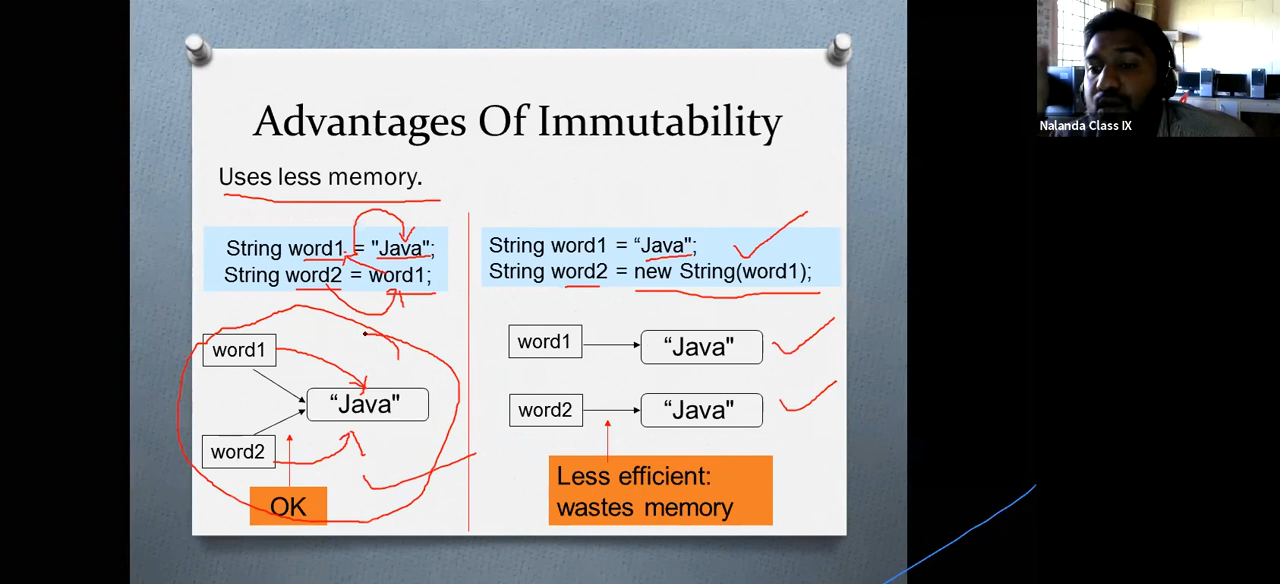 Advantages Of Immutability
Uses less memory.
String word1 = "Java";
String word2 = word1;
word1
"Java"
word2
OK
String word1 = “Java";
String word2 = new String(word1);
word1
“Java"
word2
“Java"
Less efficient:
wastes memory
Nalanda Class IX